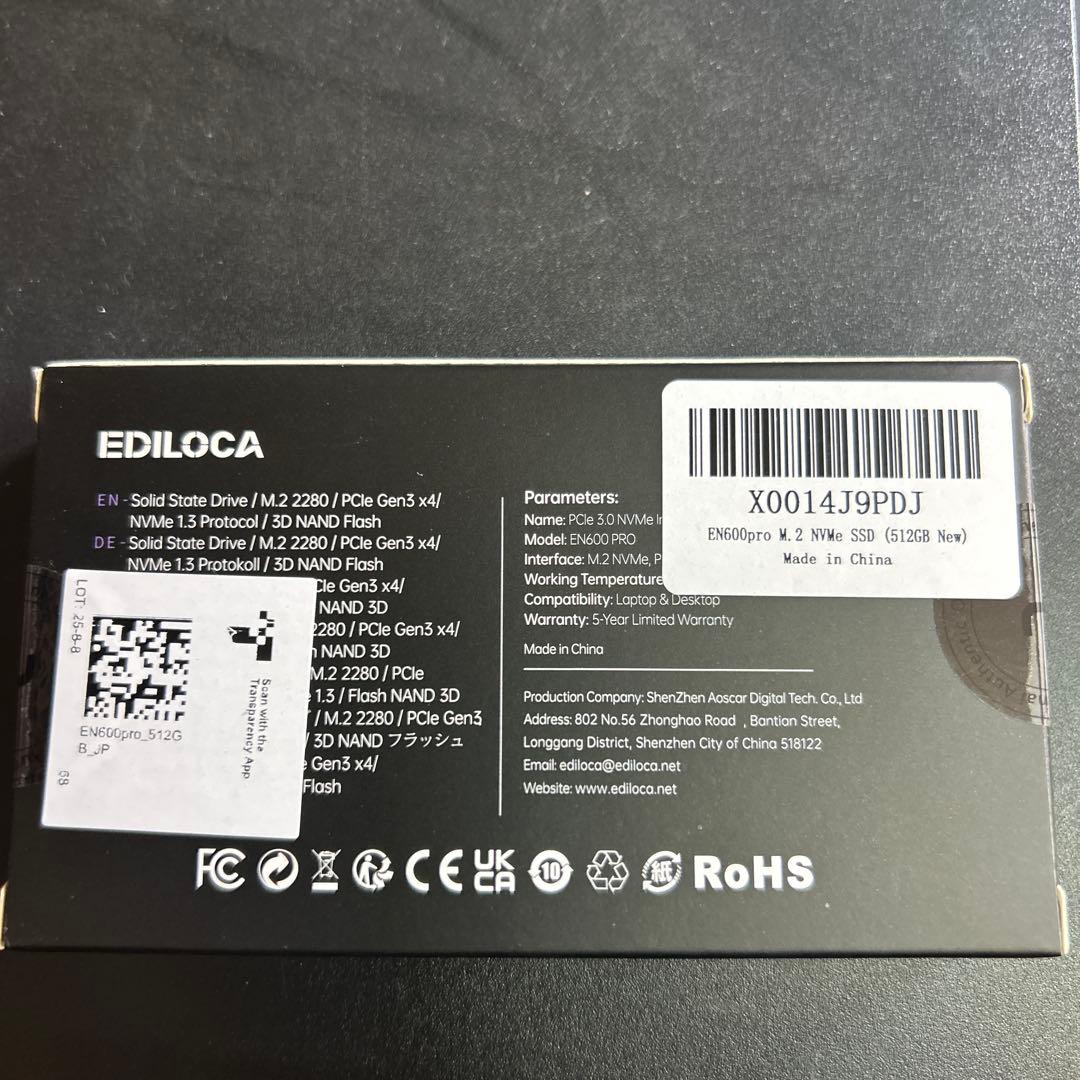 EDILOCA
EN - Solid State Drive / M.2 2280 / PCIe Gen3 x4/
NVMe 1.3 Protocol / 3D NAND Flash
DE - Solid State Drive / M.2 2280 / PCIe Gen3 x4/
NVMe 1.3 Protokoll / 3D NAND Flash
Gen3 x4/
NAND 3D
2280 / PCIe Gen3 x4/
NAND 3D
M.2 2280 / PCIe
1.3 / Flash NAND 3D
/ M.2 2280 / PCIe Gen3
/ 3D NAND フラッシュ
Gen3 x4/
Flash
LOT: 25-8-8
EN600pro_512G
B_JP
68
Scan with the
Transparency App
Parameters:
Name: PCIe 3.0 NVMe
Model: EN600 PRO
Interface: M.2 NVMe,
Working Temperature
Compatibility: Laptop & Desktop
Warranty: 5-Year Limited Warranty
Made in China
Production Company: ShenZhen Aoscar Digital Tech. Co., Ltd
Address: 802 No.56 Zhonghao Road , Bantian Street,
Longgang District, Shenzhen City of China 518122
Email: ediloca@ediloca.net
Website: www.ediloca.net
X0014J9PDJ
EN600pro M.2 NVMe SSD (512GB New)
Made in China
Authentic
FC CE UK CA 10 紙 RoHS